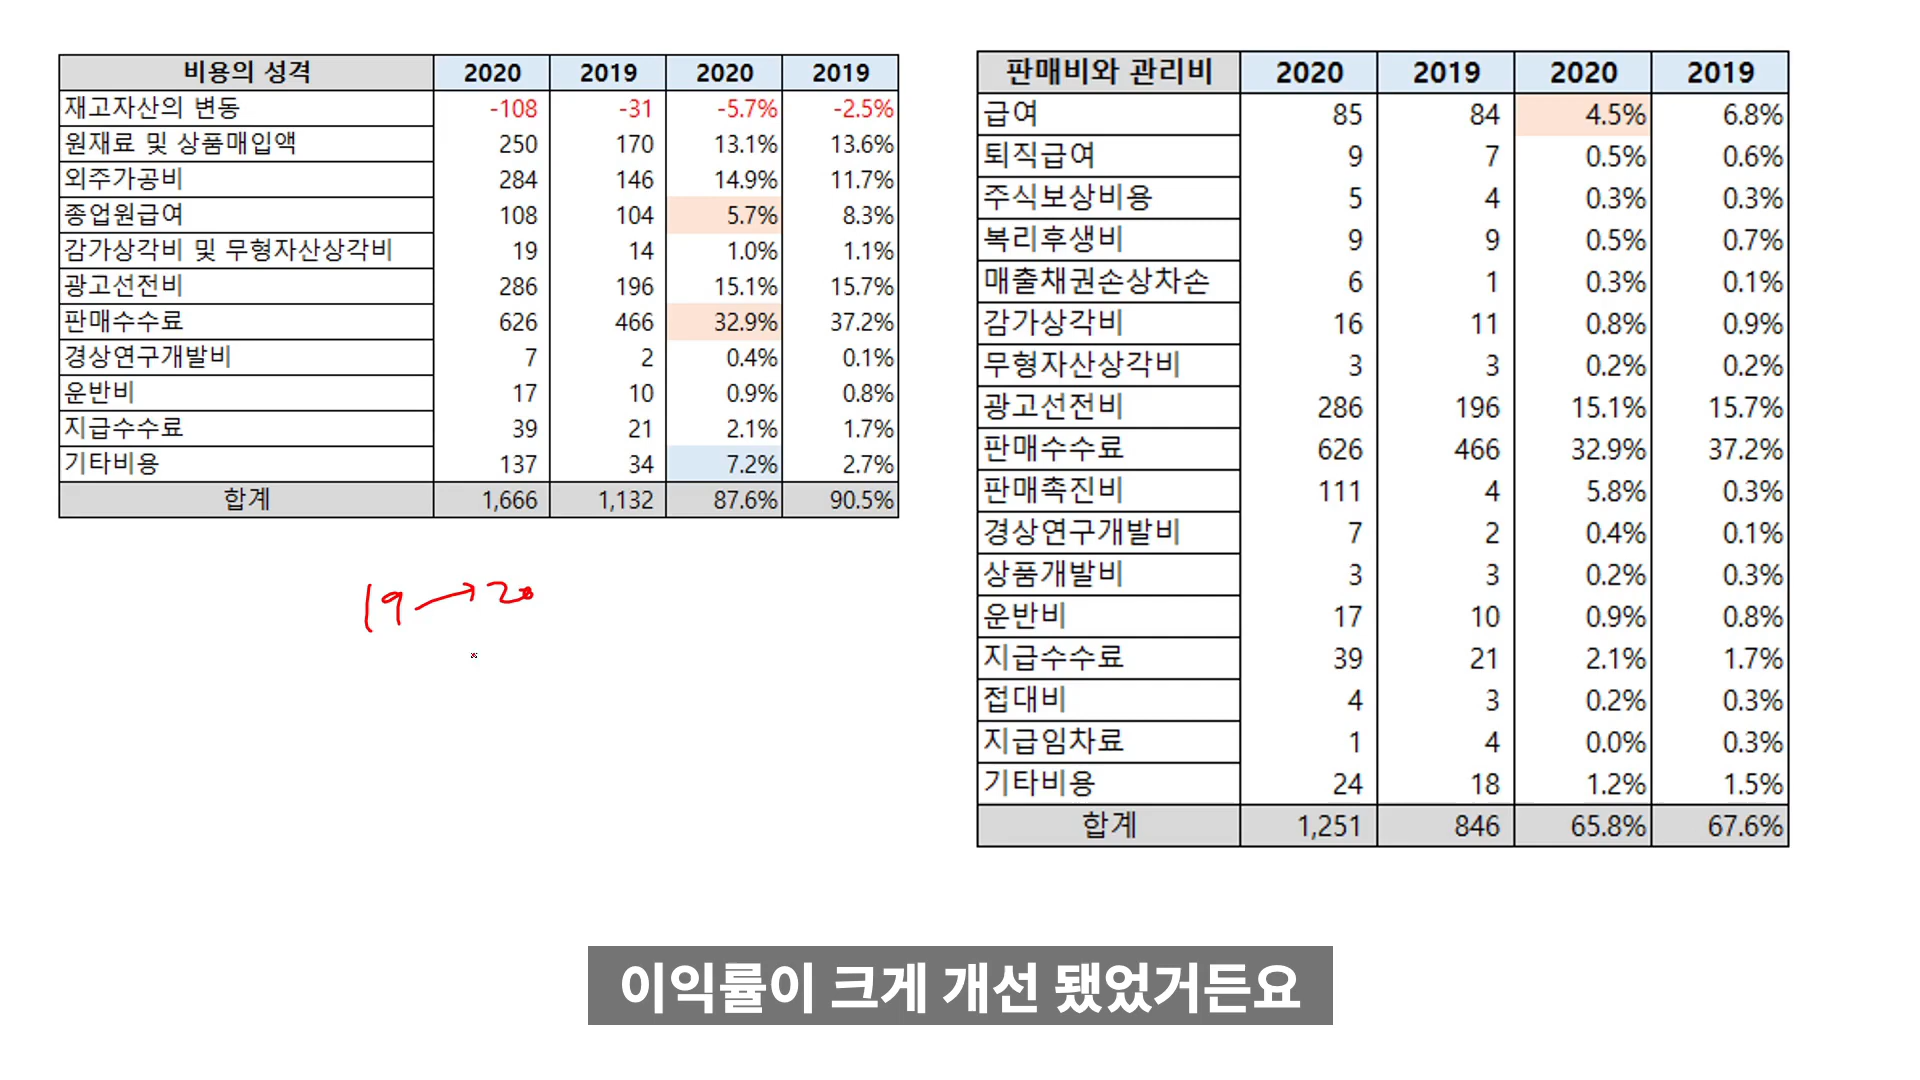 비용의 성격 2020 2019 2020 2019
재고자산의 변동 -108 -31 -5.7% -2.5%
원재료 및 상품매입액 250 170 13.1% 13.6%
외주가공비 284 146 14.9% 11.7%
종업원급여 108 104 5.7% 8.3%
감가상각비 및 무형자산상각비 19 14 1.0% 1.1%
광고선전비 286 196 15.1% 15.7%
판매수수료 626 466 32.9% 37.2%
경상연구개발비 7 2 0.4% 0.1%
운반비 17 10 0.9% 0.8%
지급수수료 39 21 2.1% 1.7%
기타비용 137 34 7.2% 2.7%
합계 1,666 1,132 87.6% 90.5%
19 → 20
판매비와 관리비 2020 2019 2020 2019
급여 85 84 4.5% 6.8%
퇴직급여 9 7 0.5% 0.6%
주식보상비용 5 4 0.3% 0.3%
복리후생비 9 9 0.5% 0.7%
매출채권손상차손 6 1 0.3% 0.1%
감가상각비 16 11 0.8% 0.9%
무형자산상각비 3 3 0.2% 0.2%
광고선전비 286 196 15.1% 15.7%
판매수수료 626 466 32.9% 37.2%
판매촉진비 111 4 5.8% 0.3%
경상연구개발비 7 2 0.4% 0.1%
상품개발비 3 3 0.2% 0.3%
운반비 17 10 0.9% 0.8%
지급수수료 39 21 2.1% 1.7%
접대비 4 3 0.2% 0.3%
지급임차료 1 4 0.0% 0.3%
기타비용 24 18 1.2% 1.5%
합계 1,251 846 65.8% 67.6%
이익률이 크게 개선 됐었거든요